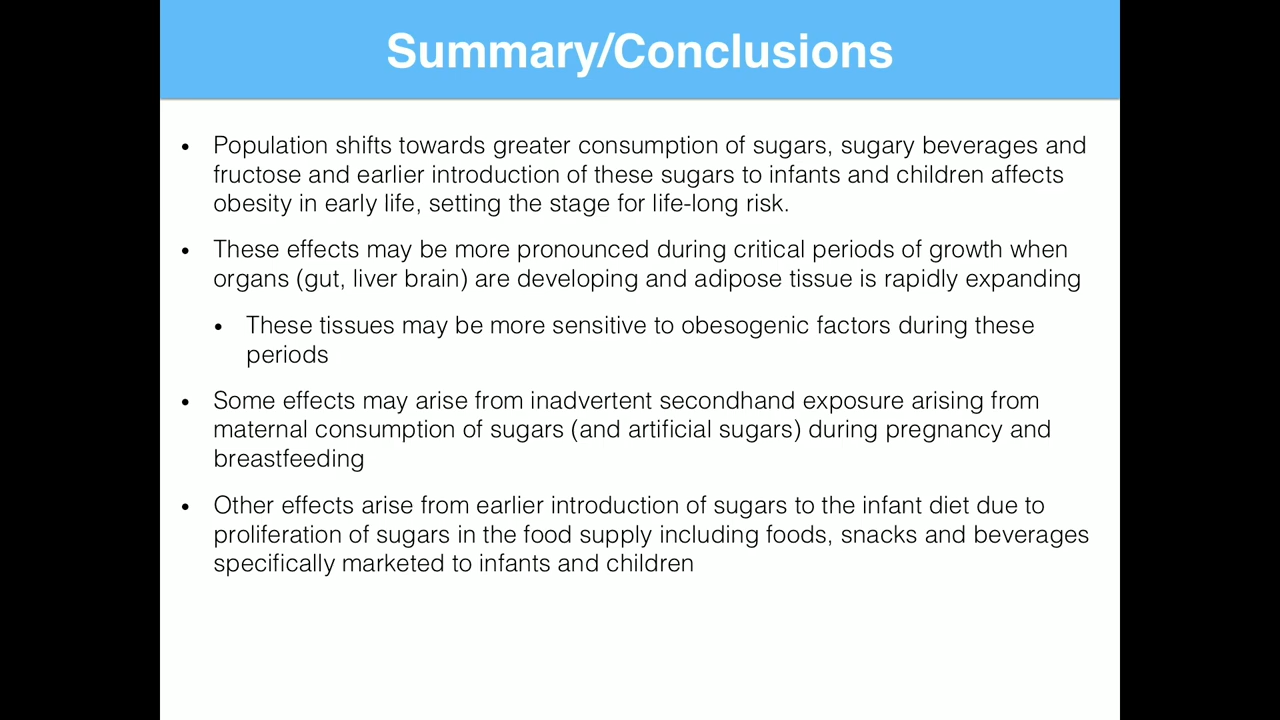 Summary/Conclusions
• Population shifts towards greater consumption of sugars, sugary beverages and
fructose and earlier introduction of these sugars to infants and children affects
obesity in early life, setting the stage for life-long risk.
• These effects may be more pronounced during critical periods of growth when
organs (gut, liver brain) are developing and adipose tissue is rapidly expanding
• These tissues may be more sensitive to obesogenic factors during these
periods
• Some effects may arise from inadvertent secondhand exposure arising from
maternal consumption of sugars (and artificial sugars) during pregnancy and
breastfeeding
• Other effects arise from earlier introduction of sugars to the infant diet due to
proliferation of sugars in the food supply including foods, snacks and beverages
specifically marketed to infants and children